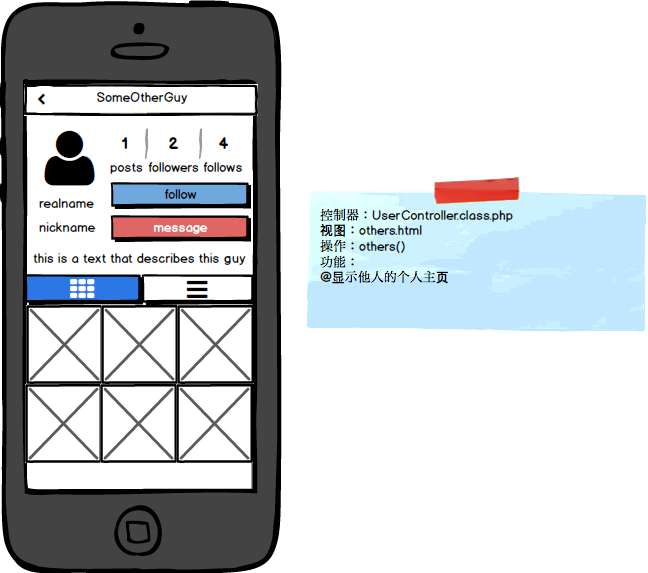 SomeOtherGuy
1 2 4
posts followers follows
follow
realname
nickname
message
this is a text that describes this guy
控制器：UserController.class.php
视图：others.html
操作：others()
功能：
@显示他人的个人主页